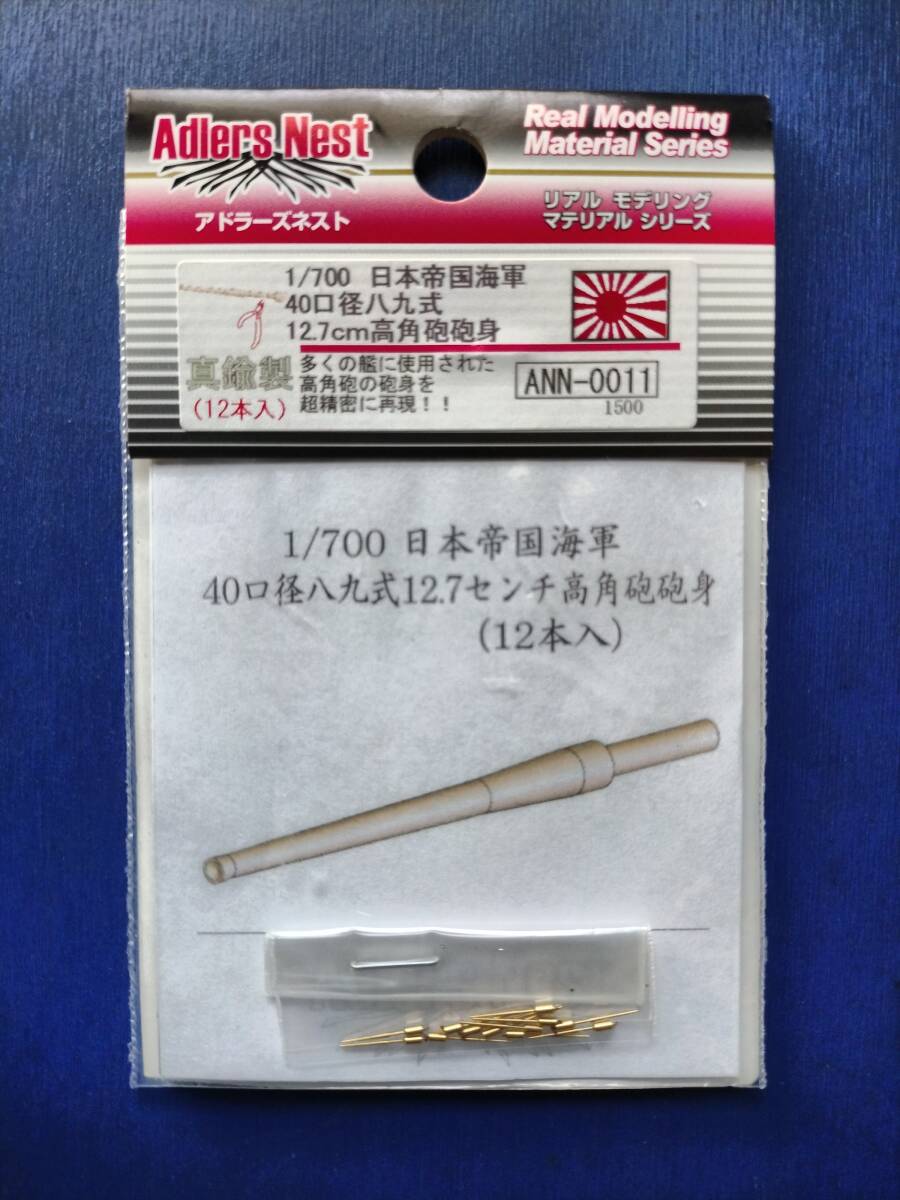 Adlers Nest
アドラーズネスト
Real Modelling
Material Series
リアル モデリング
マテリアル シリーズ
1/700 日本帝国海軍
40口径八九式
12.7cm高角砲砲身
真鍮製
(12本入)
多くの艦に使用された
高角砲の砲身を
超精密に再現!!
ANN-0011
1500
1/700 日本帝国海軍
40口径八九式12.7センチ高角砲砲身
(12本入)